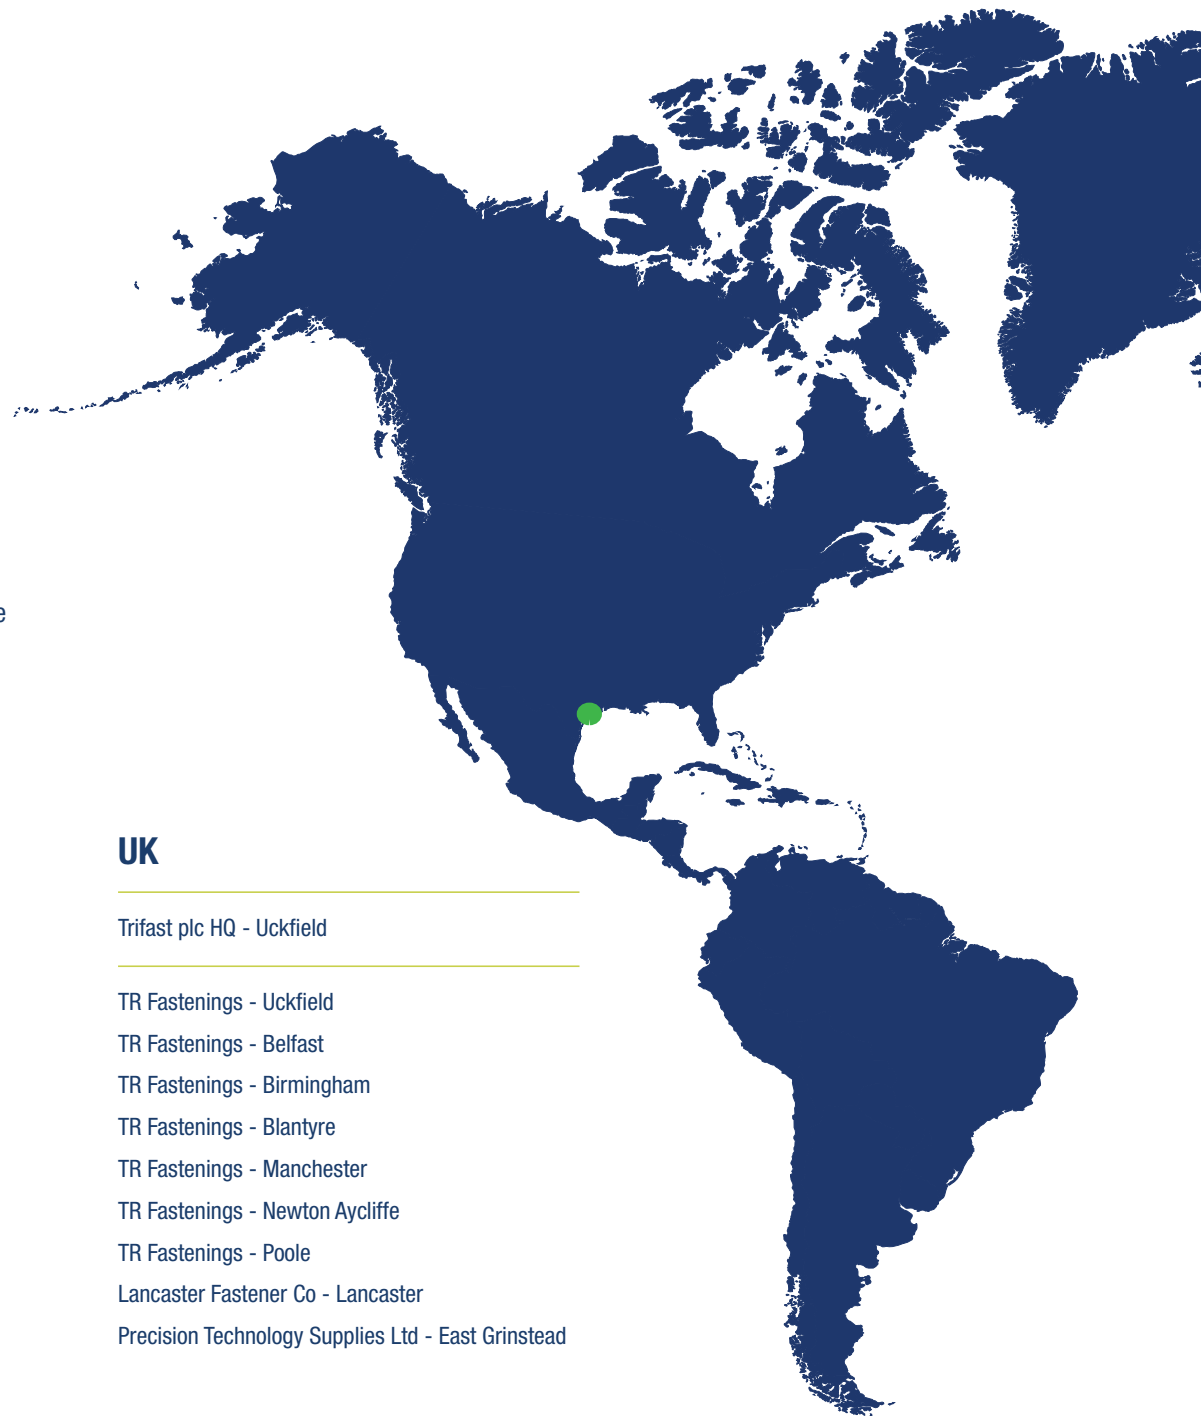 e
UK
Trifast plc HQ - Uckfield
TR Fastenings - Uckfield
TR Fastenings - Belfast
TR Fastenings - Birmingham
TR Fastenings - Blantyre
TR Fastenings - Manchester
TR Fastenings - Newton Aycliffe
TR Fastenings - Poole
Lancaster Fastener Co - Lancaster
Precision Technology Supplies Ltd - East Grinstead